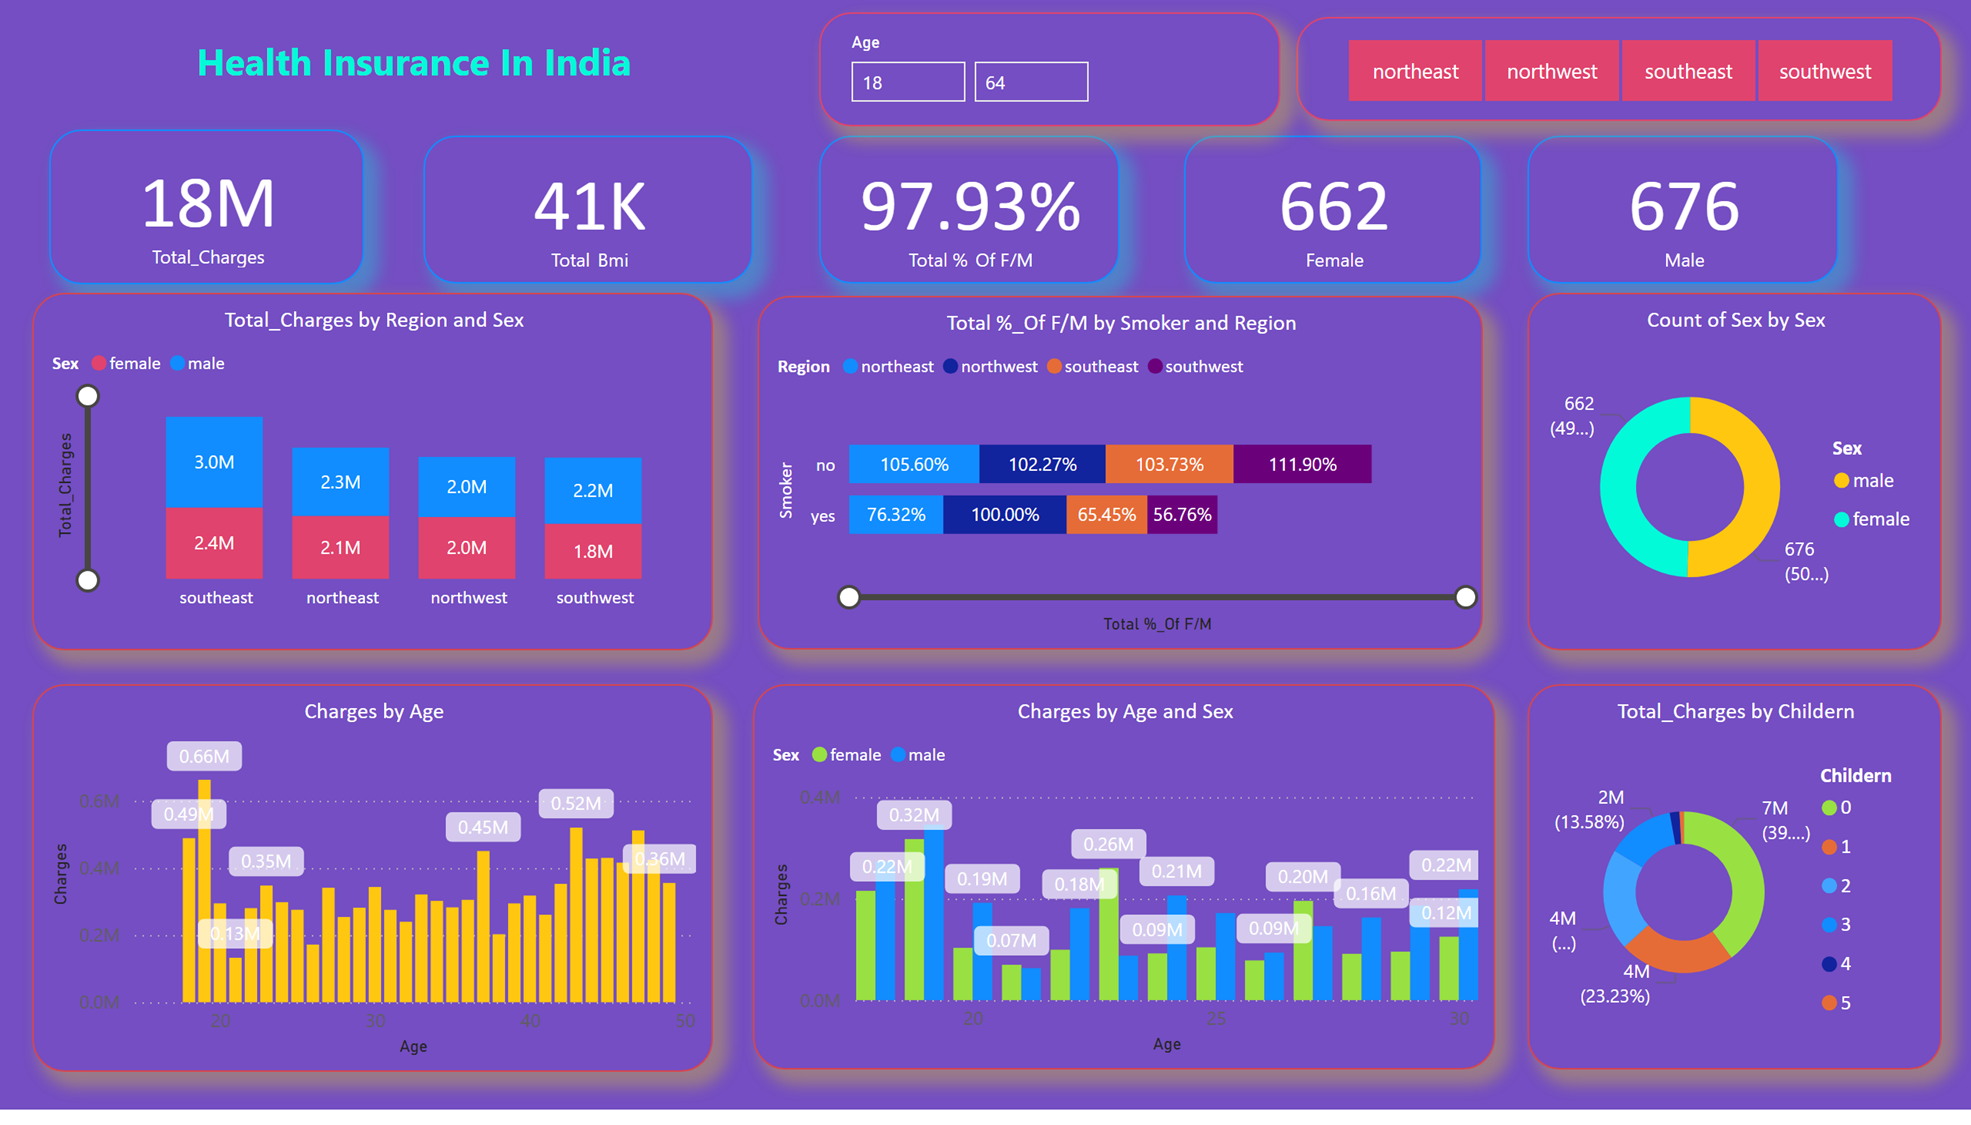 Health Insurance In India
Age
18 64
northeast northwest southeast southwest
18M
Total_Charges
41K
Total Bmi
97.93%
Total % Of F/M
662
Female
676
Male
Total_Charges by Region and Sex
Sex female male
Total_Charges
3.0M 2.3M 2.0M 2.2M
2.4M 2.1M 2.0M 1.8M
southeast northeast northwest southwest
Total %_Of F/M by Smoker and Region
Region northeast northwest southeast southwest
Smoker
no 105.60% 102.27% 103.73% 111.90%
yes 76.32% 100.00% 65.45% 56.76%
Total %_Of F/M
Count of Sex by Sex
662
(49...)
676
(50...)
Sex
male
female
Charges by Age
Charges
0.6M
0.4M
0.2M
0.0M
0.66M
0.49M
0.35M
0.13M
0.45M
0.52M
0.36M
20 30 40 50
Age
Charges by Age and Sex
Sex female male
Charges
0.4M
0.2M
0.0M
0.22M
0.32M
0.19M
0.07M
0.18M
0.26M
0.09M
0.21M
0.09M
0.20M
0.16M
0.22M
0.12M
20 25 30
Age
Total_Charges by Childern
2M
(13.58%)
7M
(39....)
4M
(...)
4M
(23.23%)
Childern
0
1
2
3
4
5